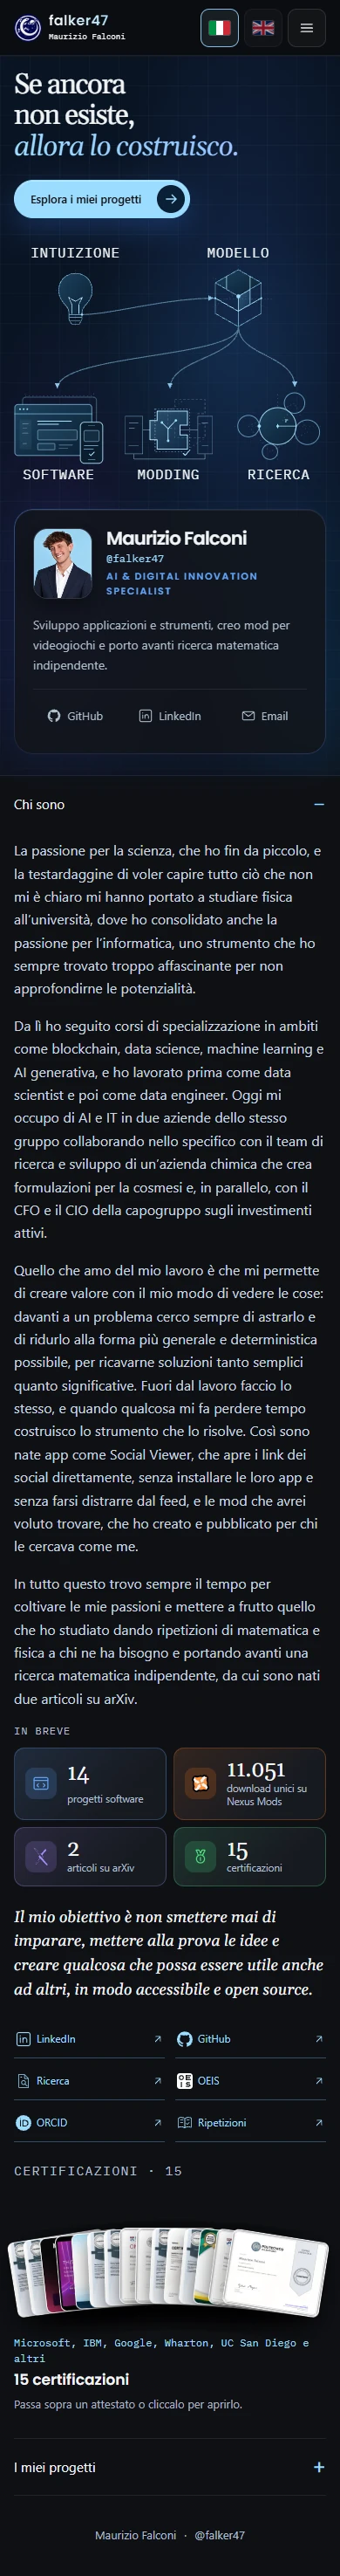 falker47
Maurizio Falconi
Se ancora
non esiste,
allora lo costruisco.
Esplora i miei progetti
INTUIZIONE
MODELLO
SOFTWARE
MODDING
RICERCA
Maurizio Falconi
@falker47
AI & DIGITAL INNOVATION
SPECIALIST
Sviluppo applicazioni e strumenti, creo mod per
videogiochi e porto avanti ricerca matematica
indipendente.
GitHub
LinkedIn
Email
Chi sono
La passione per la scienza, che ho fin da piccolo, e
la testardaggine di voler capire tutto ciò che non
mi è chiaro mi hanno portato a studiare fisica
all’università, dove ho consolidato anche la
passione per l’informatica, uno strumento che ho
sempre trovato troppo affascinante per non
approfondirne le potenzialità.
Da lì ho seguito corsi di specializzazione in ambiti
come blockchain, data science, machine learning e
AI generativa, e ho lavorato prima come data
scientist e poi come data engineer. Oggi mi
occupo di AI e IT in due aziende dello stesso
gruppo collaborando nello specifico con il team di
ricerca e sviluppo di un’azienda chimica che crea
formulazioni per la cosmesi e, in parallelo, con il
CFO e il CIO della capogruppo sugli investimenti
attivi.
Quello che amo del mio lavoro è che mi permette
di creare valore con il mio modo di vedere le cose:
davanti a un problema cerco sempre di astrarlo e
di ridurlo alla forma più generale e deterministica
possibile, per ricavarne soluzioni tanto semplici
quanto significative. Fuori dal lavoro faccio lo
stesso, e quando qualcosa mi fa perdere tempo
costruisco lo strumento che lo risolve. Così sono
nate app come Social Viewer, che apre i link dei
social direttamente, senza installare le loro app e
senza farsi distrarre dal feed, e le mod che avrei
voluto trovare, che ho creato e pubblicato per chi
le cercava come me.
In tutto questo trovo sempre il tempo per
coltivare le mie passioni e mettere a frutto quello
che ho studiato dando ripetizioni di matematica e
fisica a chi ne ha bisogno e portando avanti una
ricerca matematica indipendente, da cui sono nati
due articoli su arXiv.
IN BREVE
14
progetti software
11.051
download unici su
Nexus Mods
2
articoli su arXiv
15
certificazioni
Il mio obiettivo è non smettere mai di
imparare, mettere alla prova le idee e
creare qualcosa che possa essere utile anche
ad altri, in modo accessibile e open source.
LinkedIn
GitHub
Ricerca
OEIS
ORCID
Ripetizioni
CERTIFICAZIONI · 15
Microsoft, IBM, Google, Wharton, UC San Diego e
altri
15 certificazioni
Passa sopra un attestato o cliccalo per aprirlo.
I miei progetti
Maurizio Falconi · @falker47